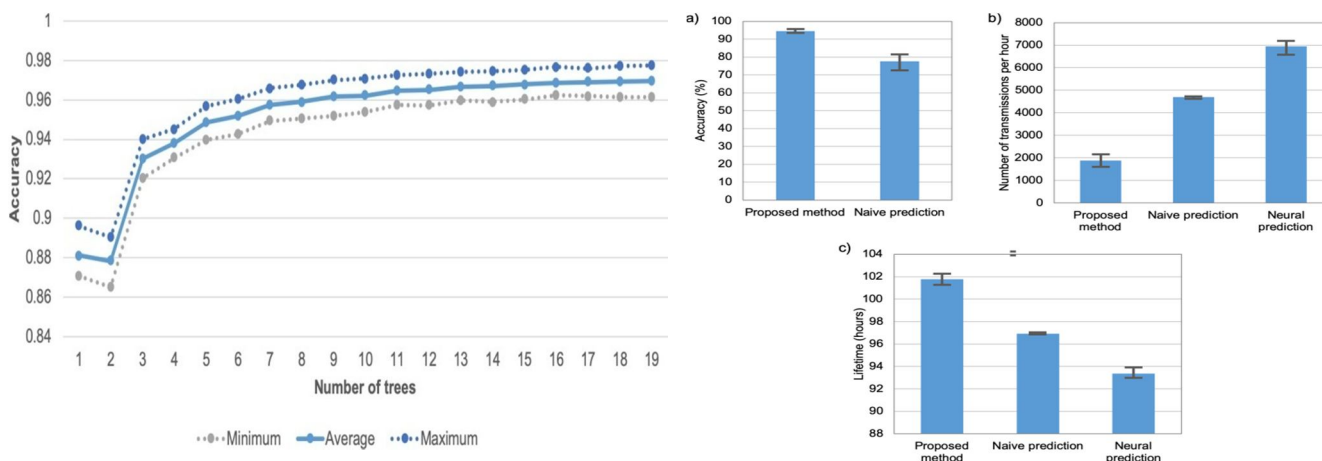 1
0.98
0.96
0.94
0.92
0.9
0.88
0.86
0.84
Accuracy
1 2 3 4 5 6 7 8 9 10 11 12 13 14 15 16 17 18 19
Number of trees
Minimum Average Maximum
a)
100
90
80
70
60
50
40
30
20
10
0
Accuracy (%)
Proposed method Naive prediction
b)
8000
7000
6000
5000
4000
3000
2000
1000
0
Number of transmissions per hour
Proposed method Naive prediction Neural prediction
c)
104
102
100
98
96
94
92
90
88
Lifetime (hours)
Proposed method Naive prediction Neural prediction